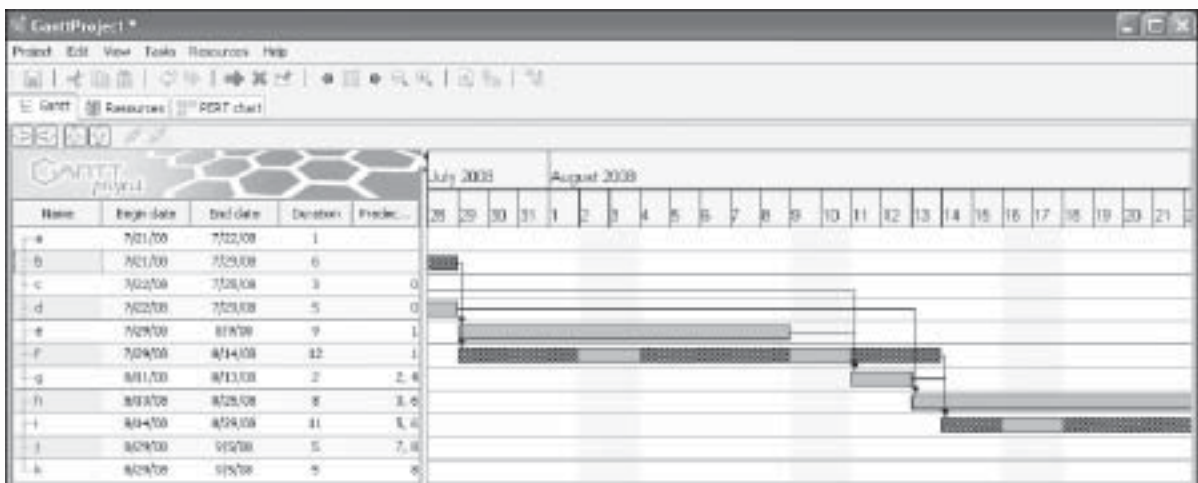 GanttProject *
Project Edit View Tasks Resources Help
Gantt Resources PERT chart
GANTT project
July 2008 August 2008
Name Begin date End date Duration Predec... 28 29 30 31 1 2 3 4 5 6 7 8 9 10 11 12 13 14 15 16 17 18 19 20 21
a 7/21/08 7/22/08 1
b 7/21/08 7/29/08 6
c 7/22/08 7/25/08 3 0
d 7/22/08 7/29/08 5 0
e 7/29/08 8/9/08 9 1
f 7/29/08 8/14/08 12 1
g 8/11/08 8/13/08 2 2, 4
h 8/13/08 8/25/08 8 3, 6
i 8/14/08 8/29/08 11 5, 6
j 8/29/08 9/5/08 5 7, 8
k 8/29/08 8